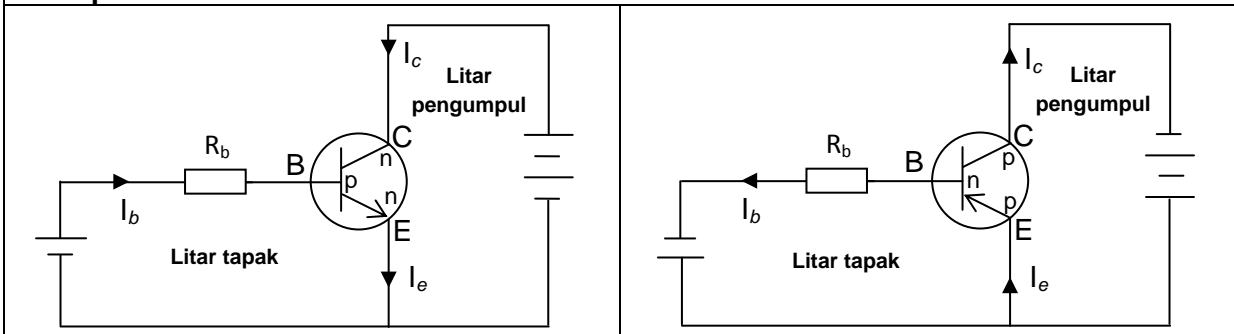 I_c
Litar
pengumpul
R_b
B
C
n
p
n
I_b
E
Litar tapak
I_e
I_c
Litar
pengumpul
R_b
B
C
p
n
p
I_b
E
Litar tapak
I_e